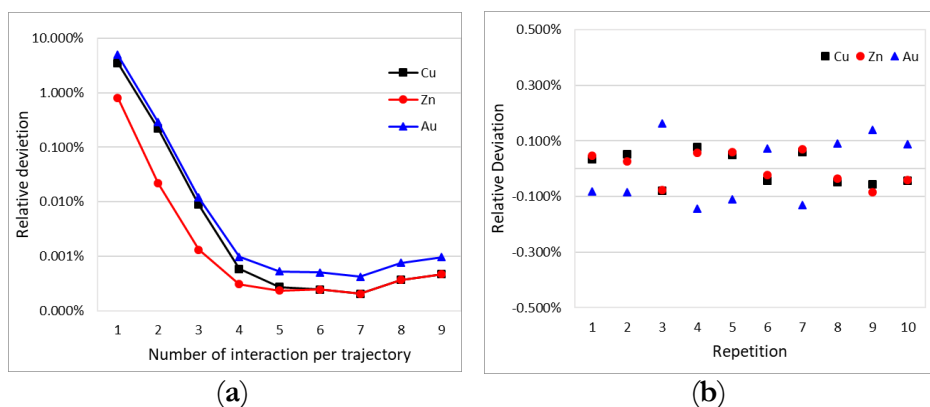 10.000%
1.000%
0.100%
0.010%
0.001%
0.000%
Relative devietion
Cu
Zn
Au
1 2 3 4 5 6 7 8 9
Number of interaction per trajectory
(a)
0.500%
0.300%
0.100%
-0.100%
-0.300%
-0.500%
Relative Deviation
Cu Zn Au
1 2 3 4 5 6 7 8 9 10
Repetition
(b)